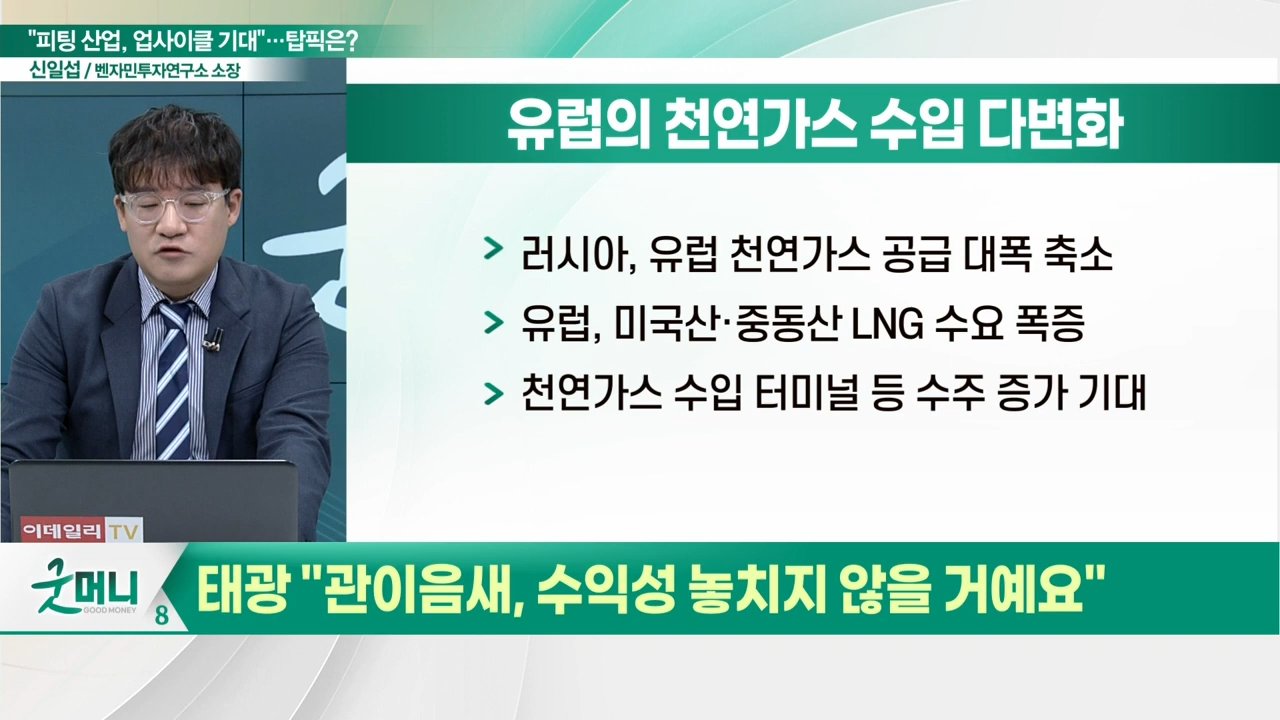 "피팅 산업, 업사이클 기대"…탑픽은?
신일섭 / 벤자민투자연구소 소장
유럽의 천연가스 수입 다변화
> 러시아, 유럽 천연가스 공급 대폭 축소
> 유럽, 미국산·중동산 LNG 수요 폭증
> 천연가스 수입 터미널 등 수주 증가 기대
이데일리 TV
굿머니
GOOD MONEY
8
태광 "관이음새, 수익성 놓치지 않을 거예요"